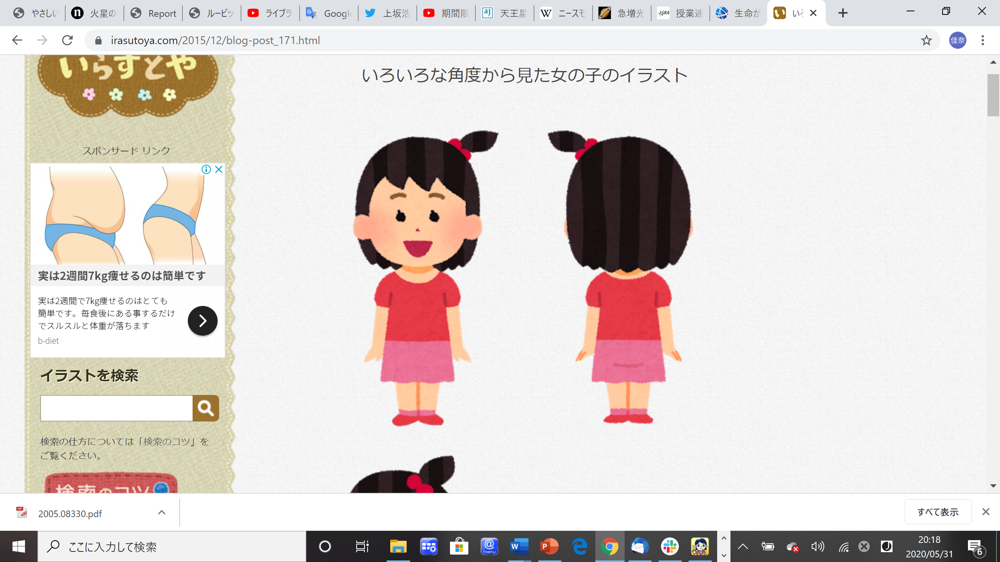 やさしい
火星の
Report
ルービッ
ライブラ
Google
上坂浩
期間限
天王星
ニースモ
急増光
授業連
生命が
いろ
irasutoya.com/2015/12/blog-post_171.html
佳奈
いらすとや
いろいろな角度から見た女の子のイラスト
スポンサード リンク
実は2週間7kg痩せるのは簡単です
実は2週間で7kg痩せるのはとても
簡単です。毎食後にある事するだけ
でスルスルと体重が落ちます
b-diet
イラストを検索
検索の仕方については「検索のコツ」を
ご覧ください。
検索のコツ
2005.08330.pdf
すべて表示
ここに入力して検索
20:18
2020/05/31
6